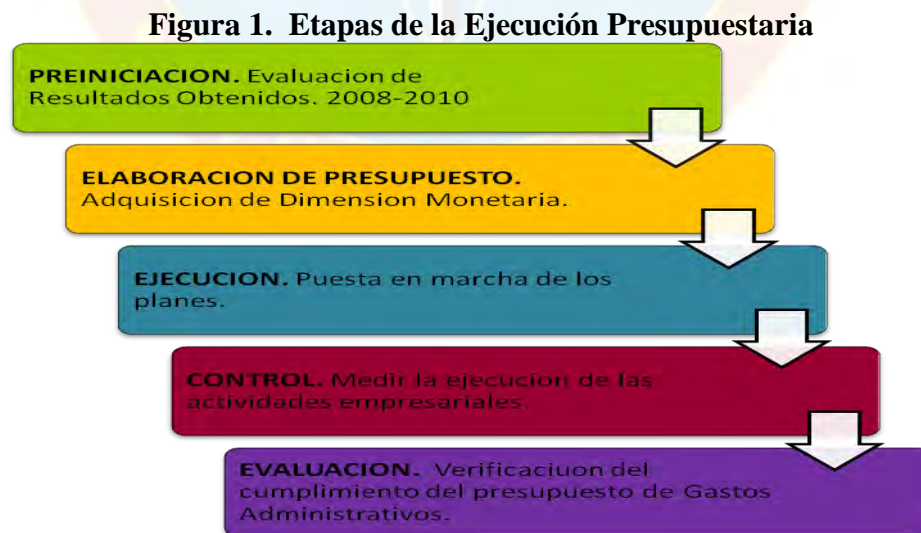 Figura 1.  Etapas de la Ejecución Presupuestaria
PREINICIACION. Evaluacion de
Resultados Obtenidos. 2008-2010
ELABORACION DE PRESUPUESTO.
Adquisicion de Dimension Monetaria.
EJECUCION. Puesta en marcha de los
planes.
CONTROL. Medir la ejecucion de las
actividades empresariales.
EVALUACION. Verificaciuon del
cumplimiento del presupuesto de Gastos
Administrativos.